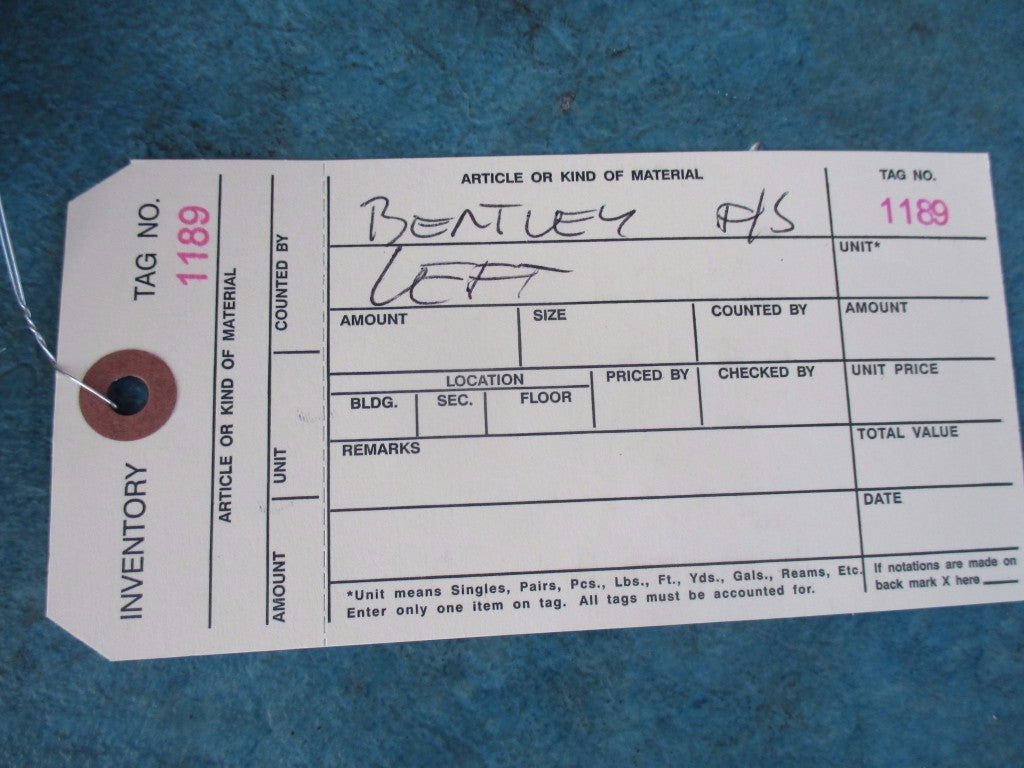 INVENTORY
TAG NO.
1189
ARTICLE OR KIND OF MATERIAL
AMOUNT
UNIT
COUNTED BY
ARTICLE OR KIND OF MATERIAL
BENTLEY F/S
LEFT
TAG NO.
1189
UNIT*
AMOUNT
SIZE
COUNTED BY
AMOUNT
LOCATION
BLDG.
SEC.
FLOOR
PRICED BY
CHECKED BY
UNIT PRICE
REMARKS
TOTAL VALUE
DATE
*Unit means Singles, Pairs, Pcs., Lbs., Ft., Yds., Gals., Reams, Etc.
Enter only one item on tag. All tags must be accounted for.
If notations are made on
back mark X here